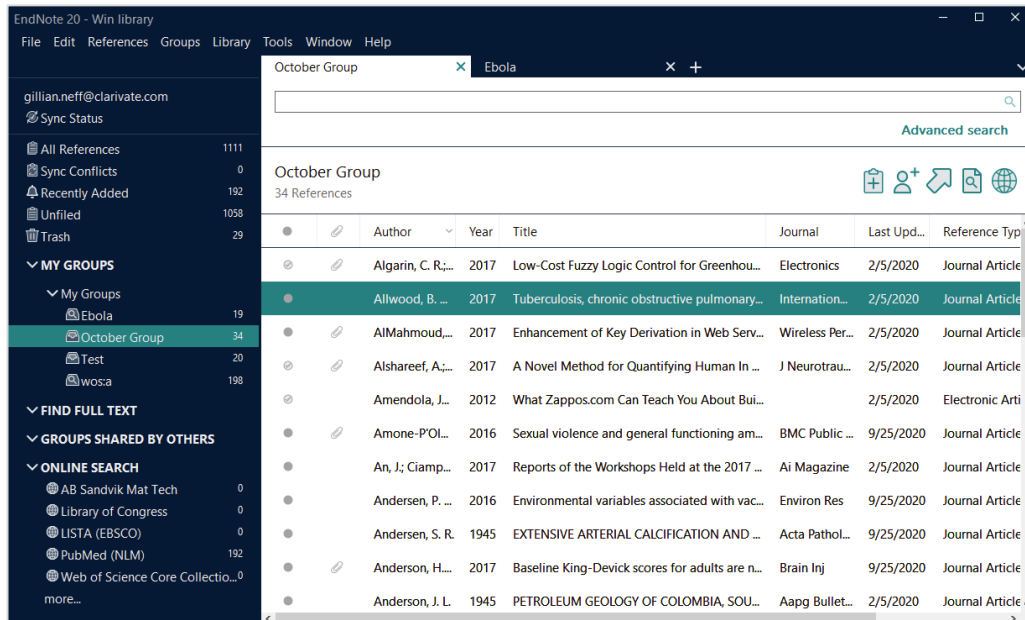 EndNote 20 - Win library
File Edit References Groups Library Tools Window Help
October Group Ebola
gillian.neff@clarivate.com
Sync Status
Advanced search
All References 1111
Sync Conflicts 0
Recently Added 192
Unfiled 1058
Trash 29
MY GROUPS
My Groups
Ebola 19
October Group 34
Test 20
wos:a 198
FIND FULL TEXT
GROUPS SHARED BY OTHERS
ONLINE SEARCH
AB Sandvik Mat Tech 0
Library of Congress 0
LISTA (EBSCO) 0
PubMed (NLM) 192
Web of Science Core Collectio... 0
more...
October Group
34 References
Author Year Title Journal Last Upd... Reference Typ
Algarin, C. R.;... 2017 Low-Cost Fuzzy Logic Control for Greenhou... Electronics 2/5/2020 Journal Article
Allwood, B. ... 2017 Tuberculosis, chronic obstructive pulmonary... Internation... 2/5/2020 Journal Article
AlMahmoud,... 2017 Enhancement of Key Derivation in Web Serv... Wireless Per... 2/5/2020 Journal Article
Alshareef, A.;... 2017 A Novel Method for Quantifying Human In ... J Neurotrau... 2/5/2020 Journal Article
Amendola, J... 2012 What Zappos.com Can Teach You About Bui... 2/5/2020 Electronic Arti
Amone-P'Ol... 2016 Sexual violence and general functioning am... BMC Public ... 9/25/2020 Journal Article
An, J.; Ciamp... 2017 Reports of the Workshops Held at the 2017 ... Ai Magazine 2/5/2020 Journal Article
Andersen, P. ... 2016 Environmental variables associated with vac... Environ Res 9/25/2020 Journal Article
Andersen, S. R. 1945 EXTENSIVE ARTERIAL CALCIFICATION AND ... Acta Pathol... 9/25/2020 Journal Article
Anderson, H.... 2017 Baseline King-Devick scores for adults are n... Brain Inj 9/25/2020 Journal Article
Anderson, J. L. 1945 PETROLEUM GEOLOGY OF COLOMBIA, SOU... Aapg Bullet... 2/5/2020 Journal Article